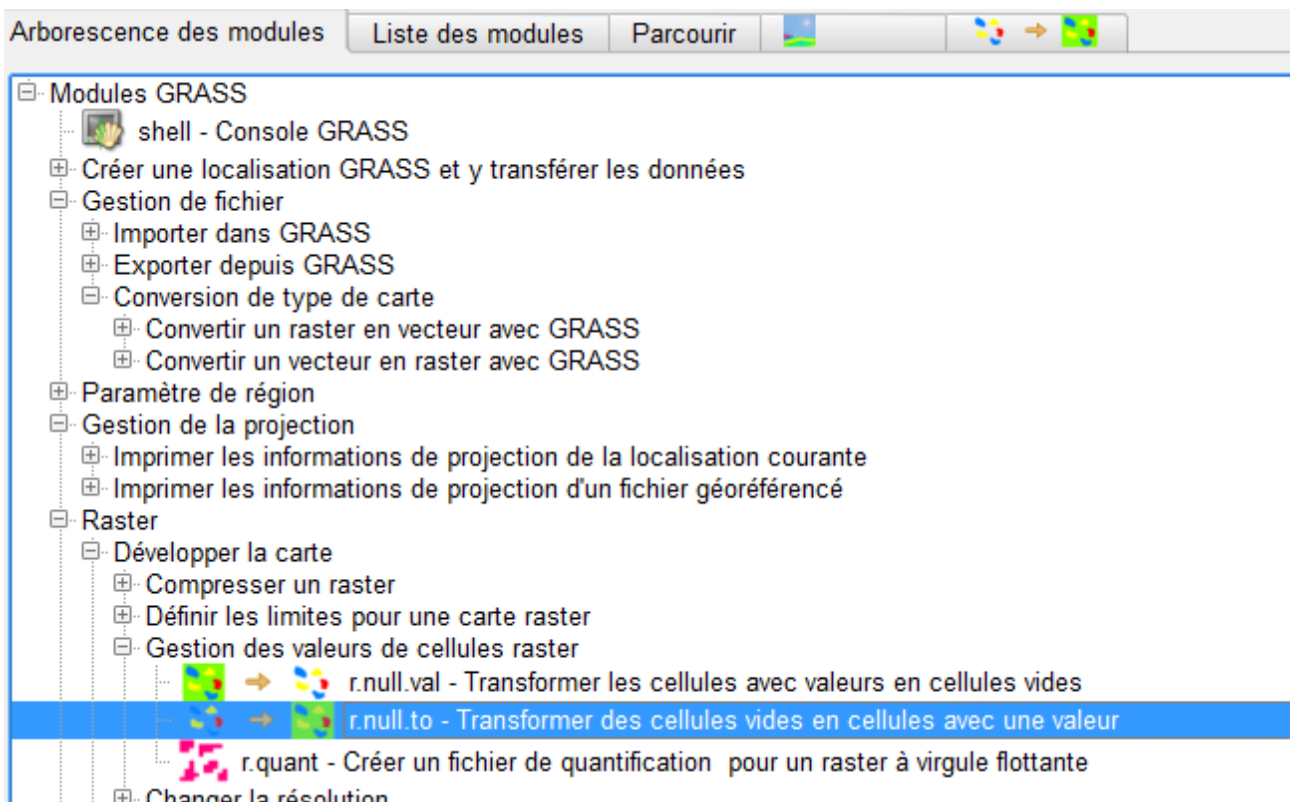 Arborescence des modules Liste des modules Parcourir
Modules GRASS
shell - Console GRASS
Créer une localisation GRASS et y transférer les données
Gestion de fichier
Importer dans GRASS
Exporter depuis GRASS
Conversion de type de carte
Convertir un raster en vecteur avec GRASS
Convertir un vecteur en raster avec GRASS
Paramètre de région
Gestion de la projection
Imprimer les informations de projection de la localisation courante
Imprimer les informations de projection d'un fichier géoréférencé
Raster
Développer la carte
Compresser un raster
Définir les limites pour une carte raster
Gestion des valeurs de cellules raster
r.null.val - Transformer les cellules avec valeurs en cellules vides
r.null.to - Transformer des cellules vides en cellules avec une valeur
r.quant - Créer un fichier de quantification pour un raster à virgule flottante
Changer la résolution